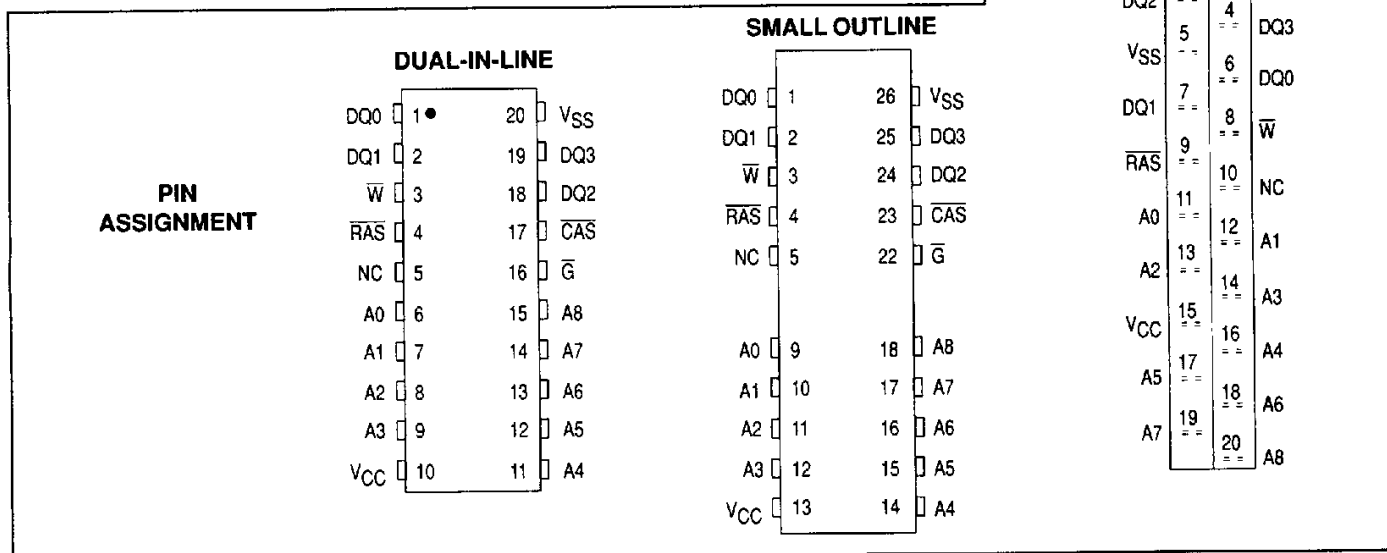 SMALL OUTLINE
DUAL-IN-LINE
PIN
ASSIGNMENT
DQ0 1 20 VSS
DQ1 2 19 DQ3
W̅ 3 18 DQ2
R̅A̅S̅ 4 17 C̅A̅S̅
NC 5 16 G̅
A0 6 15 A8
A1 7 14 A7
A2 8 13 A6
A3 9 12 A5
VCC 10 11 A4
DQ0 1 26 VSS
DQ1 2 25 DQ3
W̅ 3 24 DQ2
R̅A̅S̅ 4 23 C̅A̅S̅
NC 5 22 G̅
A0 9 18 A8
A1 10 17 A7
A2 11 16 A6
A3 12 15 A5
VCC 13 14 A4
DQ2
4 DQ3
VSS 5
6 DQ0
DQ1 7
8 W̅
R̅A̅S̅ 9
10 NC
A0 11
12 A1
A2 13
14 A3
VCC 15
16 A4
A5 17
18 A6
A7 19
20 A8